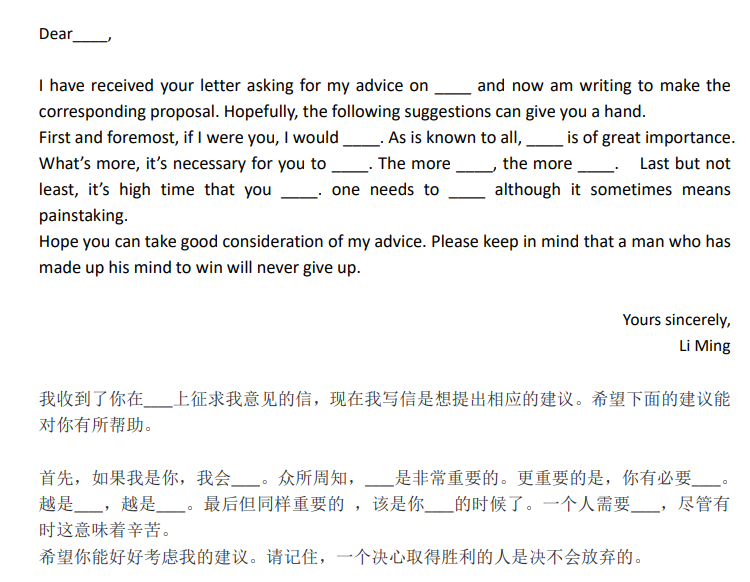 Dear____,
I have received your letter asking for my advice on ____ and now am writing to make the
corresponding proposal. Hopefully, the following suggestions can give you a hand.
First and foremost, if I were you, I would ____. As is known to all, ____ is of great importance.
What's more, it's necessary for you to ____. The more ____, the more ____. Last but not
least, it's high time that you ____. one needs to ____ although it sometimes means
painstaking.
Hope you can take good consideration of my advice. Please keep in mind that a man who has
made up his mind to win will never give up.
Yours sincerely,
Li Ming
我收到了你在___上征求我意见的信，现在我写信是想提出相应的建议。希望下面的建议能
对你有所帮助。
首先，如果我是你，我会___。众所周知，___是非常重要的。更重要的是，你有必要___。
越是___，越是___。最后但同样重要的 ，该是你___的时候了。一个人需要___，尽管有
时这意味着辛苦。
希望你能好好考虑我的建议。请记住，一个决心取得胜利的人是决不会放弃的。